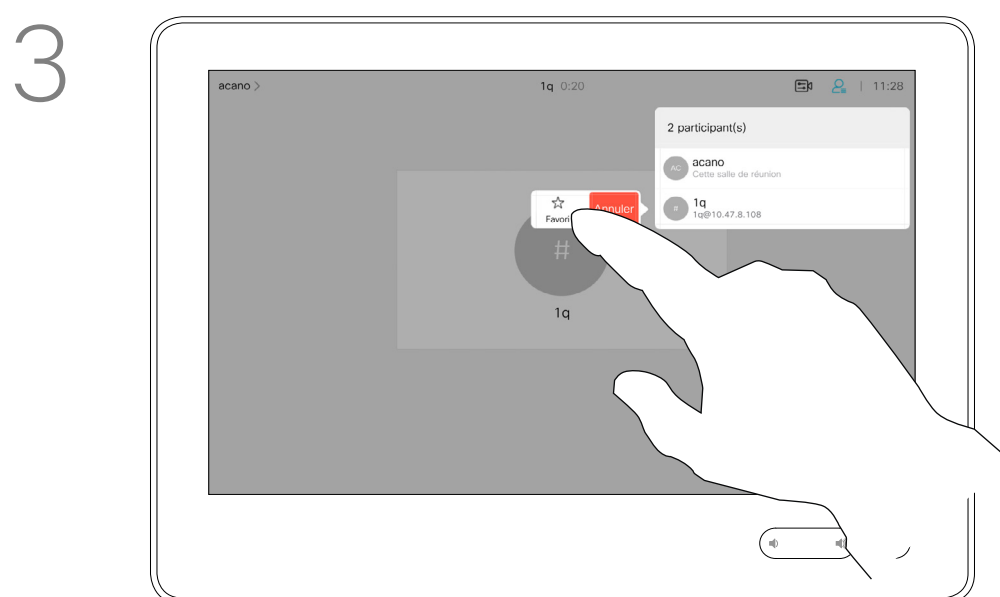 3
acano >
1q 0:20
| 11:28
2 participant(s)
AC
acano
Cette salle de réunion
Annuler
#
1q
1q@10.47.8.108
#
1q